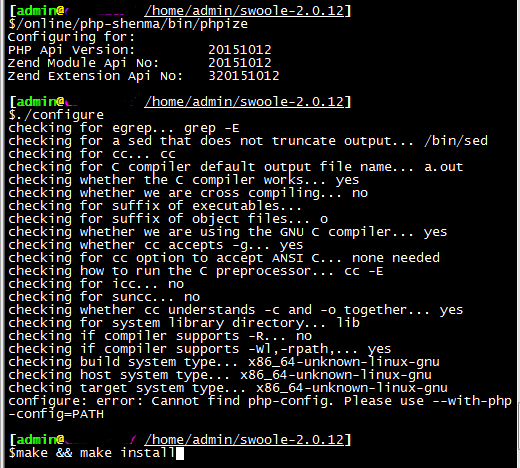 [admin@ /home/admin/swoole-2.0.12]
$/online/php-shenma/bin/phpize
Configuring for:
PHP Api Version: 20151012
Zend Module Api No: 20151012
Zend Extension Api No: 320151012
[admin@ /home/admin/swoole-2.0.12]
$./configure
checking for egrep... grep -E
checking for a sed that does not truncate output... /bin/sed
checking for cc... cc
checking for C compiler default output file name... a.out
checking whether the C compiler works... yes
checking whether we are cross compiling... no
checking for suffix of executables...
checking for suffix of object files... o
checking whether we are using the GNU C compiler... yes
checking whether cc accepts -g... yes
checking for cc option to accept ANSI C... none needed
checking how to run the C preprocessor... cc -E
checking for icc... no
checking for suncc... no
checking whether cc understands -c and -o together... yes
checking for system library directory... lib
checking if compiler supports -R... no
checking if compiler supports -Wl,-rpath,... yes
checking build system type... x86_64-unknown-linux-gnu
checking host system type... x86_64-unknown-linux-gnu
checking target system type... x86_64-unknown-linux-gnu
configure: error: Cannot find php-config. Please use --with-php
-config=PATH
[admin@ /home/admin/swoole-2.0.12]
$make && make install